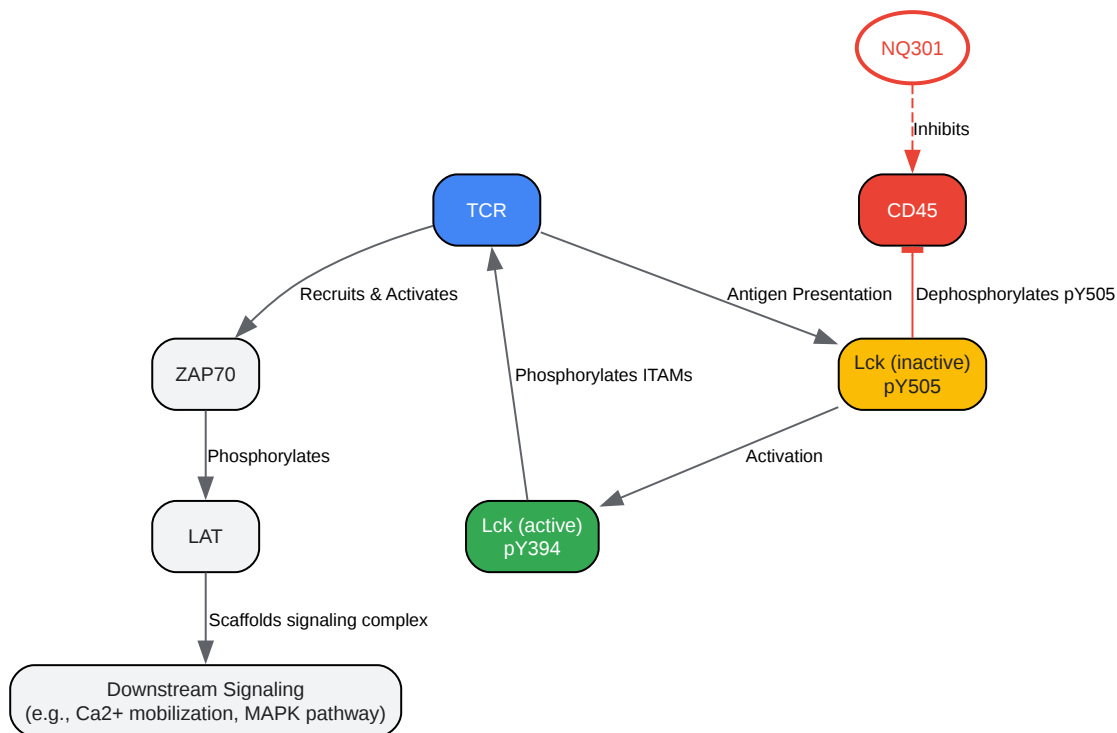 NQ301
Inhibits
TCR
CD45
Recruits & Activates
Antigen Presentation
Dephosphorylates pY505
ZAP70
Phosphorylates ITAMs
Lck (inactive)
pY505
Phosphorylates
Activation
LAT
Lck (active)
pY394
Scaffolds signaling complex
Downstream Signaling
(e.g., Ca2+ mobilization, MAPK pathway)